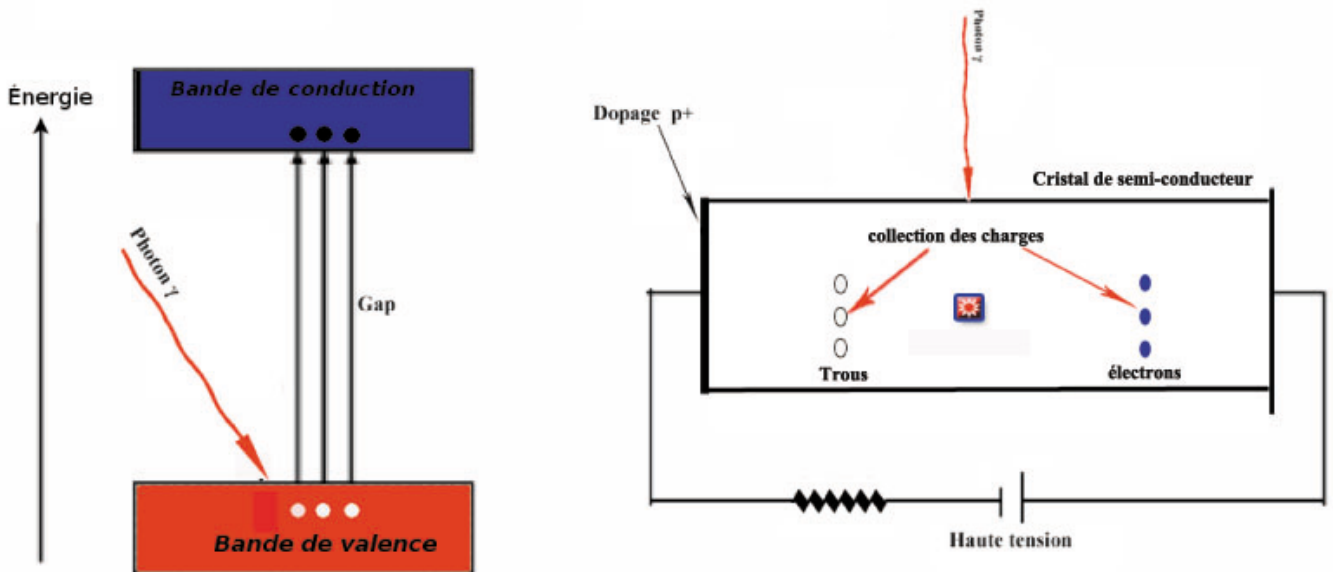 Énergie
Bande de conduction
Photon γ
Gap
Bande de valence
Photon γ
Dopage p+
Cristal de semi-conducteur
collection des charges
Trous
électrons
Haute tension